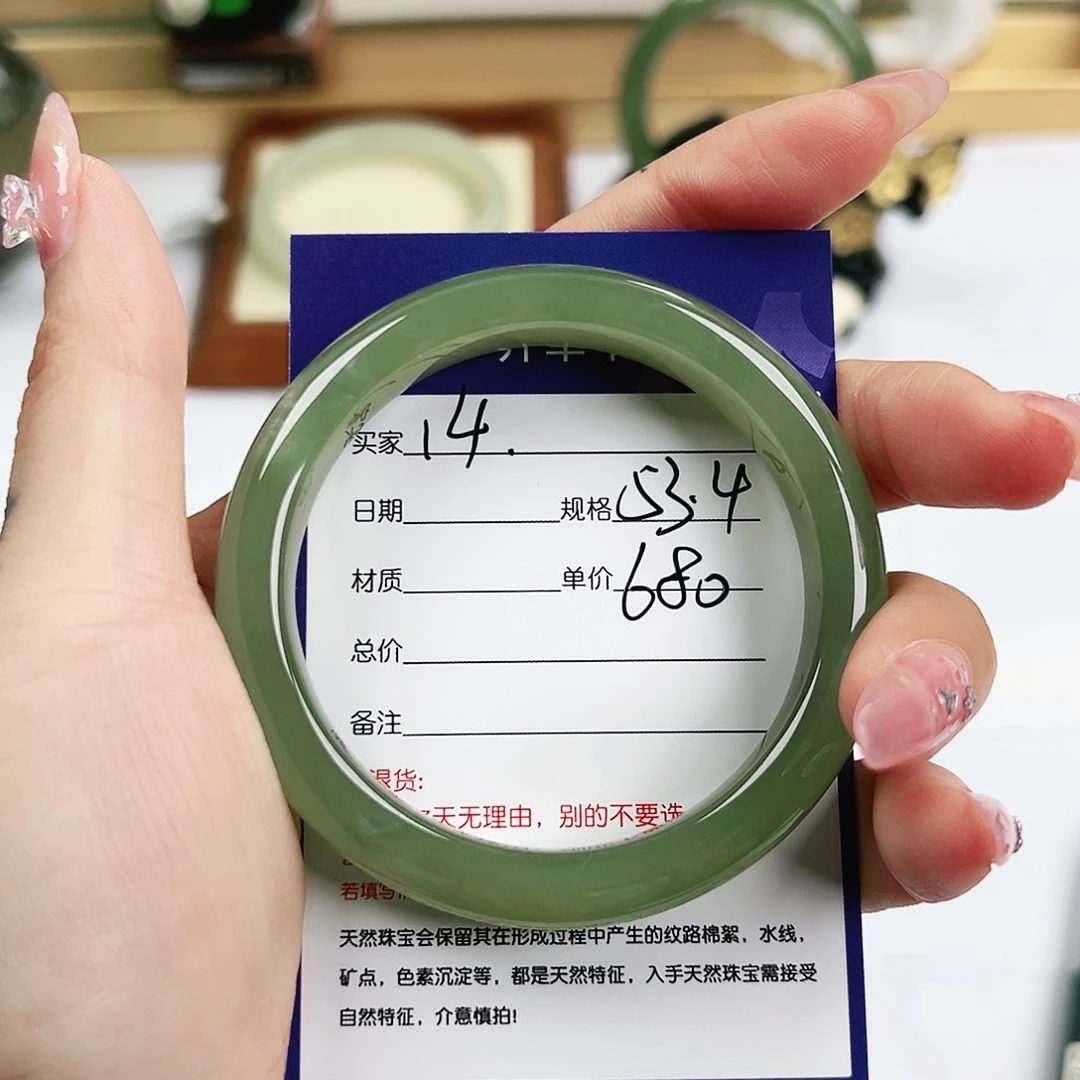 买家 14.
日期 规格 53.4
材质 单价 680
总价
备注
退货:
天无理由，别的不要选
若填写
天然珠宝会保留其在形成过程中产生的纹路棉絮，水线，
矿点，色素沉淀等，都是天然特征，入手天然珠宝需接受
自然特征，介意慎拍!